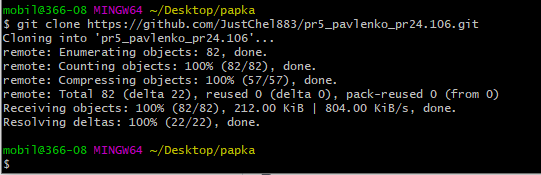 mobil@366-08 MINGW64 ~/Desktop/papka
$ git clone https://github.com/JustChel883/pr5_pavlenko_pr24.106.git
Cloning into 'pr5_pavlenko_pr24.106'...
remote: Enumerating objects: 82, done.
remote: Counting objects: 100% (82/82), done.
remote: Compressing objects: 100% (57/57), done.
remote: Total 82 (delta 22), reused 0 (delta 0), pack-reused 0 (from 0)
Receiving objects: 100% (82/82), 212.00 KiB | 804.00 KiB/s, done.
Resolving deltas: 100% (22/22), done.
mobil@366-08 MINGW64 ~/Desktop/papka
$